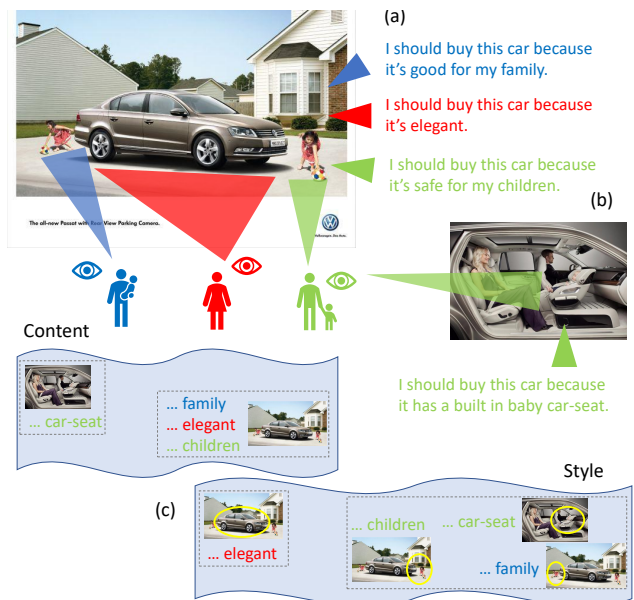 (a)
I should buy this car because
it's good for my family.
I should buy this car because
it's elegant.
I should buy this car because
it's safe for my children.
(b)
The all-new Passat with Rear View Parking Camera.
Volkswagen. Das Auto.
I should buy this car because
it has a built in baby car-seat.
Content
... car-seat
... family
... elegant
... children
Style
(c)
... elegant
... children
... car-seat
... family